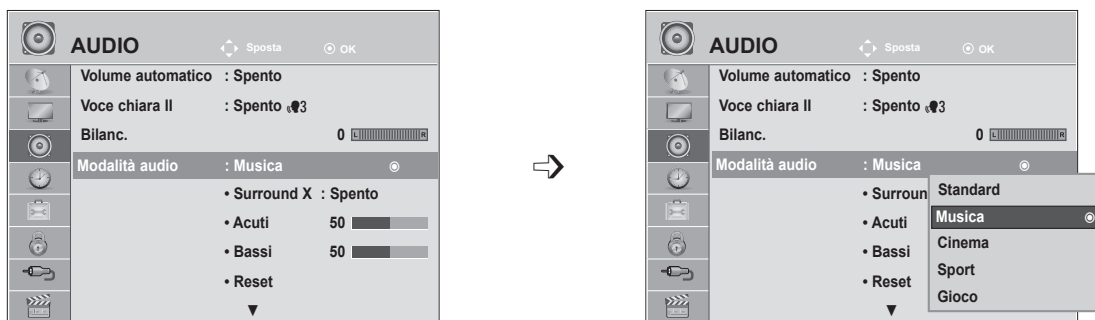 AUDIO Sposta OK
Volume automatico : Spento
Voce chiara II : Spento 3
Bilanc. 0 L R
Modalità audio : Musica
• Surround X : Spento
• Acuti 50
• Bassi 50
• Reset
▼
AUDIO Sposta OK
Volume automatico : Spento
Voce chiara II : Spento 3
Bilanc. 0 L R
Modalità audio : Musica
• Surroun
• Acuti
• Bassi
• Reset
▼
Standard
Musica
Cinema
Sport
Gioco